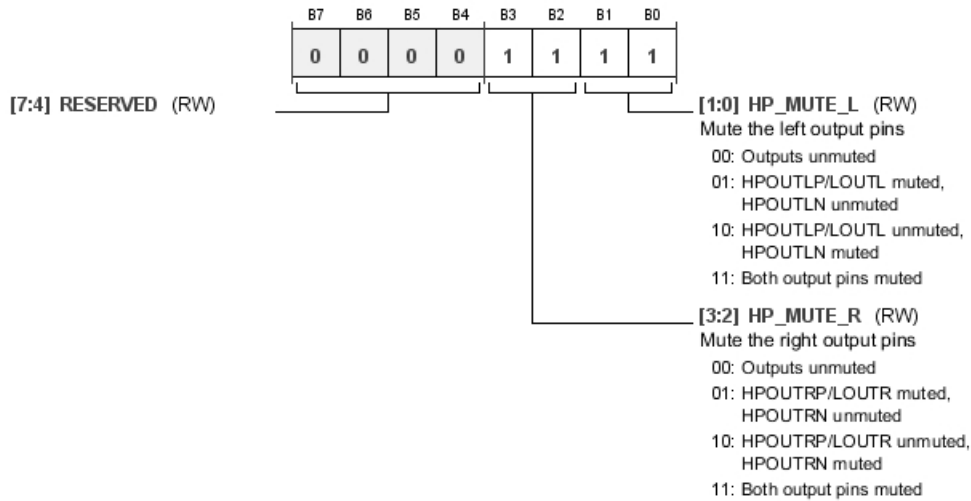 B7 B6 B5 B4 B3 B2 B1 B0
0 0 0 0 1 1 1 1
[7:4] RESERVED (RW)
[1:0] HP_MUTE_L (RW)
Mute the left output pins
00: Outputs unmuted
01: HPOUTLP/LOUTL muted,
HPOUTLN unmuted
10: HPOUTLP/LOUTL unmuted,
HPOUTLN muted
11: Both output pins muted
[3:2] HP_MUTE_R (RW)
Mute the right output pins
00: Outputs unmuted
01: HPOUTRP/LOUTR muted,
HPOUTRN unmuted
10: HPOUTRP/LOUTR unmuted,
HPOUTRN muted
11: Both output pins muted